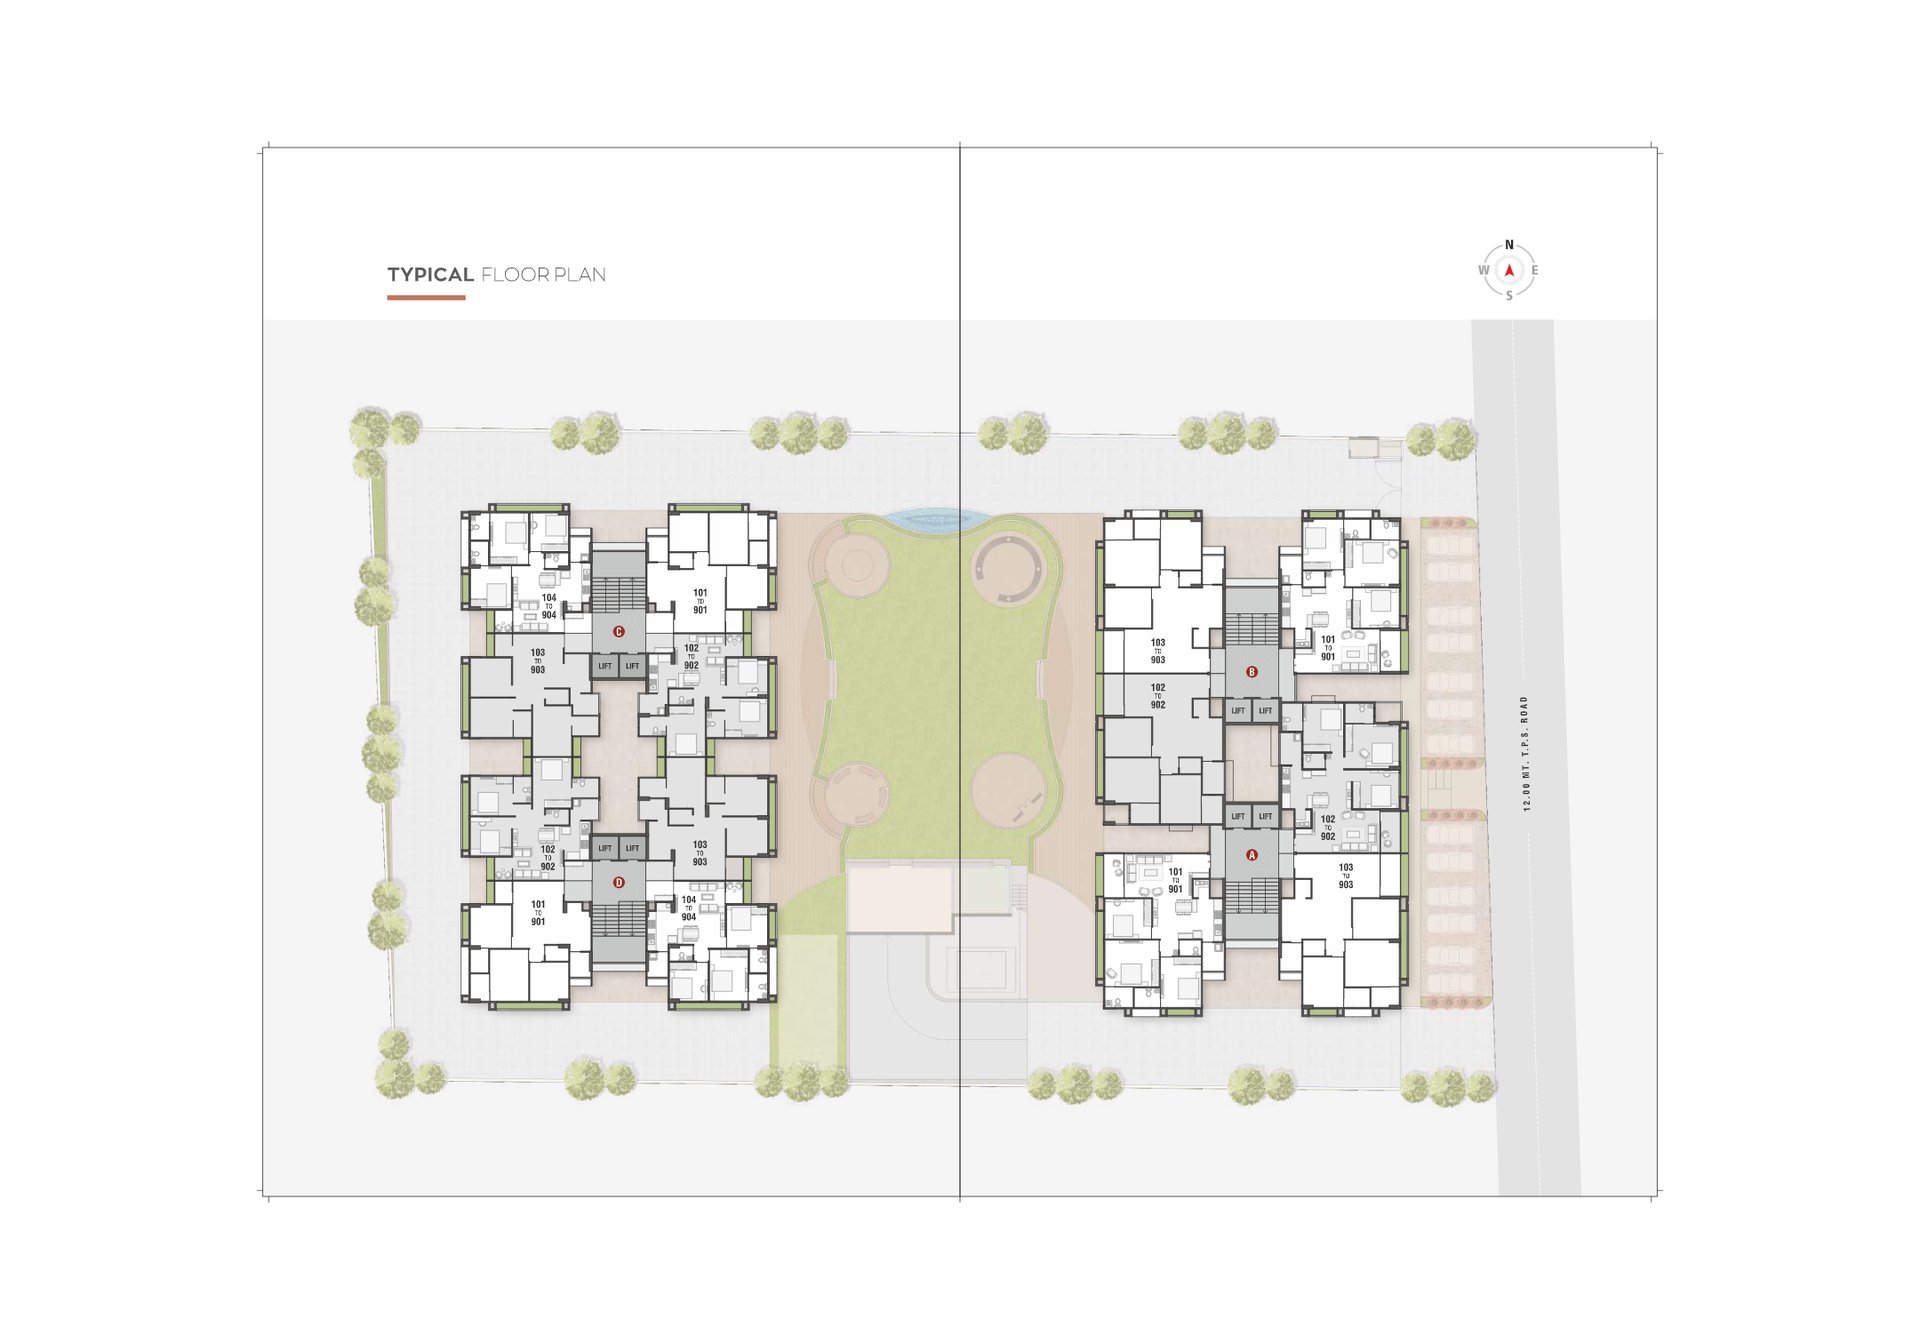 TYPICAL FLOOR PLAN
N
W E
S
104
TO
904
101
TO
901
C
103
TO
903
102
TO
902
LIFT LIFT
102
TO
902
103
TO
903
LIFT LIFT
D
101
TO
901
104
TO
904
103
TO
903
101
TO
901
B
102
TO
902
LIFT LIFT
LIFT LIFT
102
TO
902
A
101
TO
901
103
TO
903
12.00 MT. T.P.S. ROAD